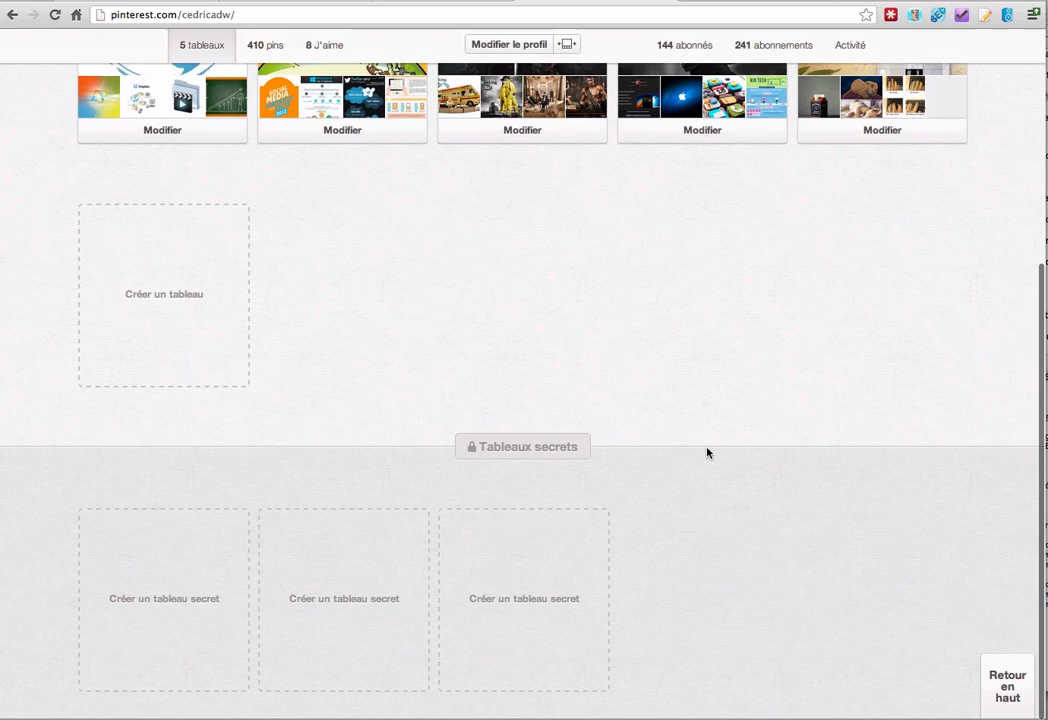 pinterest.com/cedricadw/
5 tableaux 410 pins 8 J'aime Modifier le profil 144 abonnés 241 abonnements Activité
Modifier Modifier Modifier Modifier Modifier
Créer un tableau
Tableaux secrets
Créer un tableau secret Créer un tableau secret Créer un tableau secret
Retour
en
haut